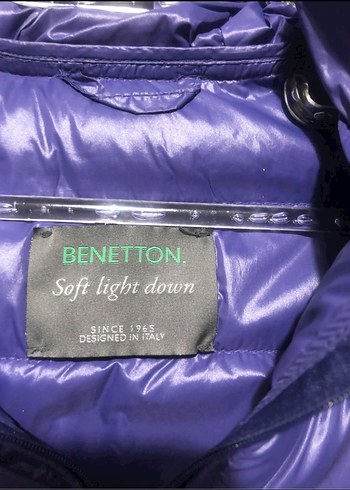 BENETTON.
Soft light down
SINCE 1965
DESIGNED IN ITALY